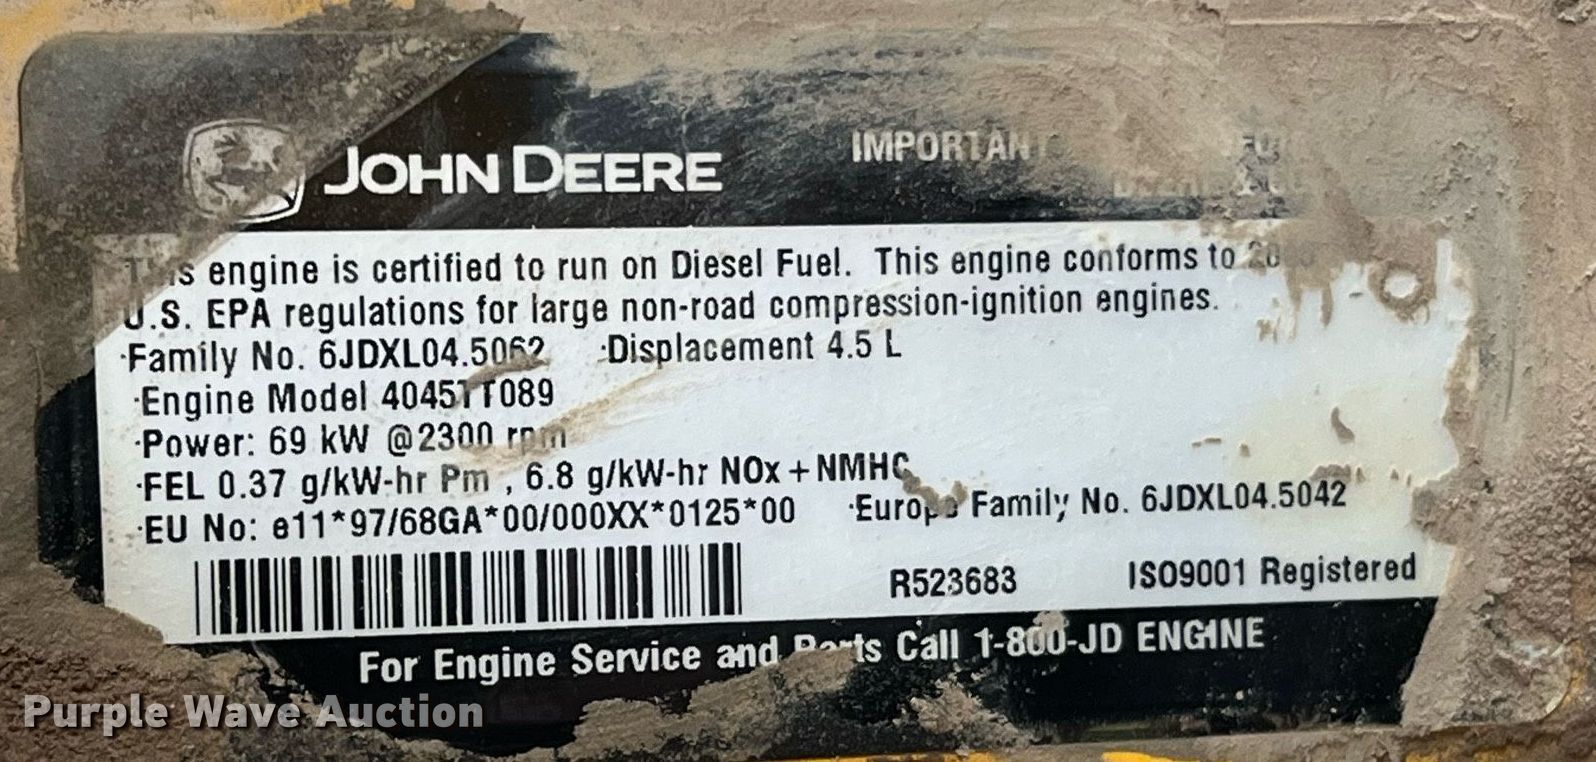 JOHN DEERE
IMPORTANT
This engine is certified to run on Diesel Fuel. This engine conforms to
U.S. EPA regulations for large non-road compression-ignition engines.
·Family No. 6JDXL04.5062 ·Displacement 4.5 L
·Engine Model 4045TT089
·Power: 69 kW @2300 rpm
·FEL 0.37 g/kW-hr Pm , 6.8 g/kW-hr NOx + NMHC
·EU No: e11*97/68GA*00/000XX*0125*00 ·Europe Family No. 6JDXL04.5042
R523683 ISO9001 Registered
For Engine Service and Parts Call 1-800-JD ENGINE
Purple Wave Auction